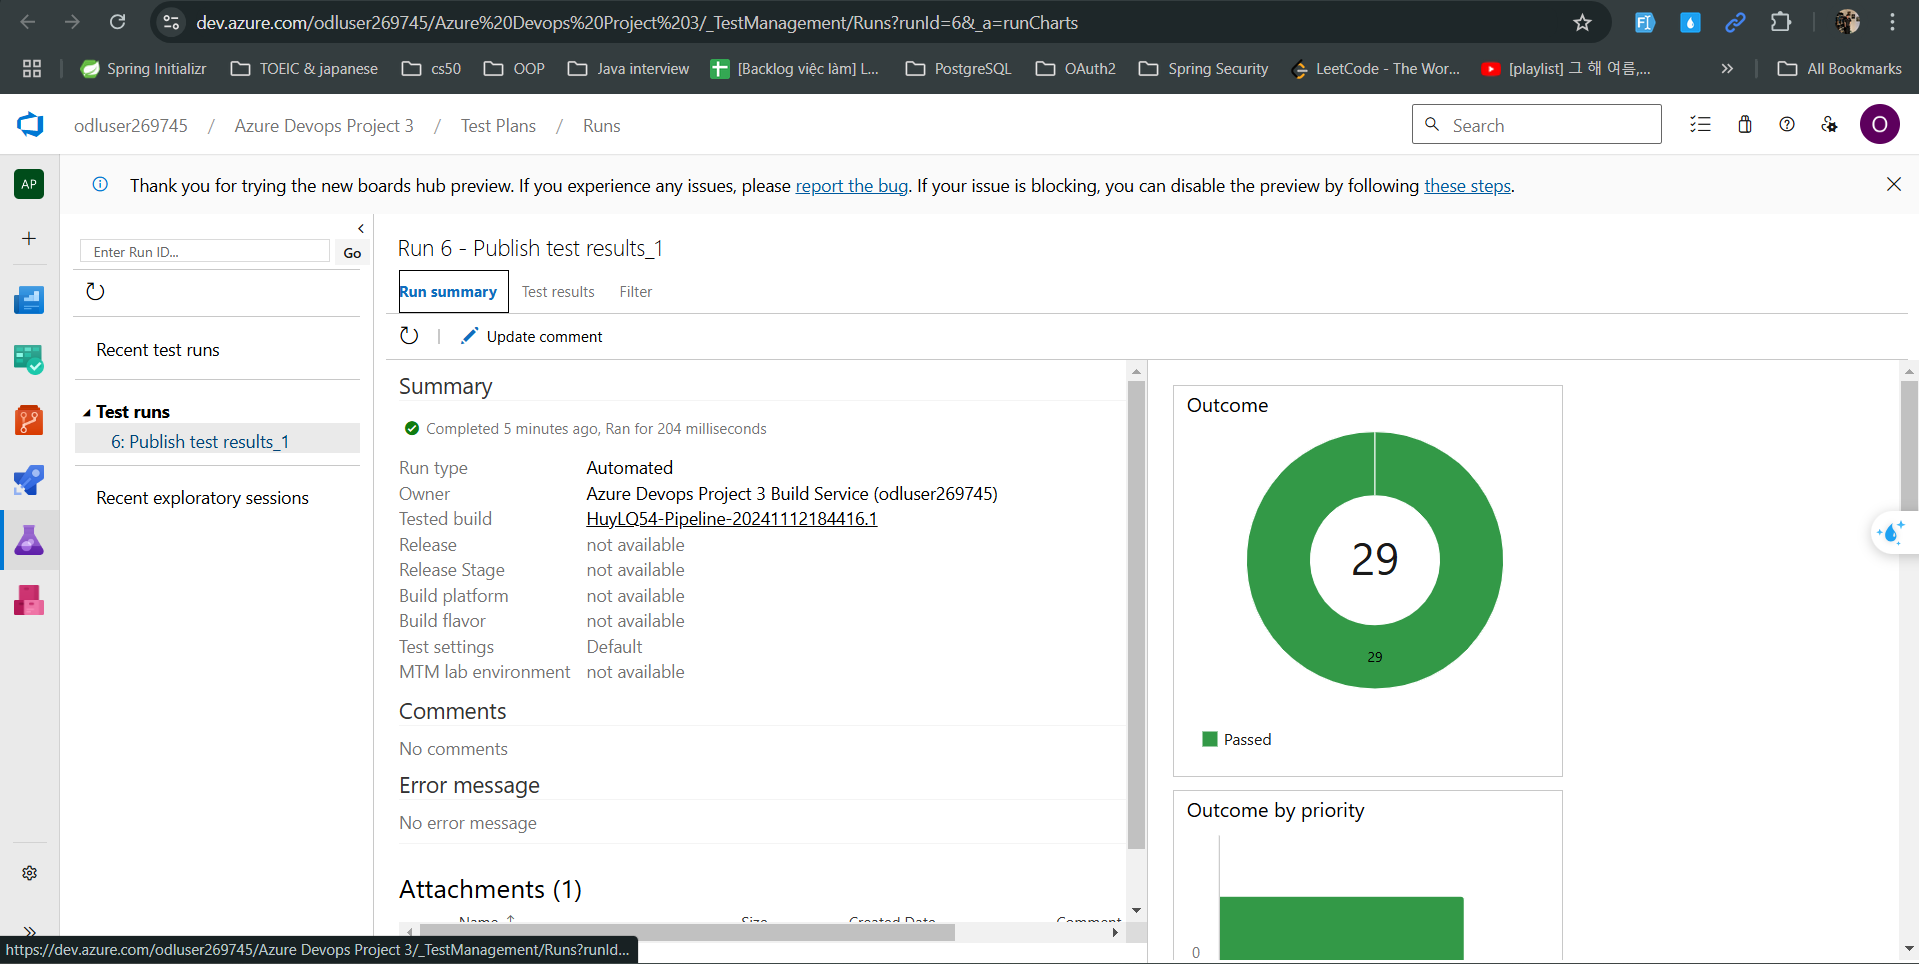 dev.azure.com/odluser269745/Azure%20Devops%20Project%203/_TestManagement/Runs?runId=6&_a=runCharts
Spring Initializr
TOEIC & japanese
cs50
OOP
Java interview
[Backlog việc làm] L...
PostgreSQL
OAuth2
Spring Security
LeetCode - The Wor...
[playlist] 그 해 여름,...
»
All Bookmarks
odluser269745 / Azure Devops Project 3 / Test Plans / Runs
Search
O
AP
Thank you for trying the new boards hub preview. If you experience any issues, please report the bug. If your issue is blocking, you can disable the preview by following these steps.
Enter Run ID...
Go
Recent test runs
Test runs
6: Publish test results_1
Recent exploratory sessions
Run 6 - Publish test results_1
Run summary
Test results
Filter
Update comment
Summary
Completed 5 minutes ago, Ran for 204 milliseconds
Run type Automated
Owner Azure Devops Project 3 Build Service (odluser269745)
Tested build HuyLQ54-Pipeline-20241112184416.1
Release not available
Release Stage not available
Build platform not available
Build flavor not available
Test settings Default
MTM lab environment not available
Comments
No comments
Error message
No error message
Attachments (1)
Name Size Created Date Comment
Outcome
29
29
Passed
Outcome by priority
0
https://dev.azure.com/odluser269745/Azure Devops Project 3/_TestManagement/Runs?runId...